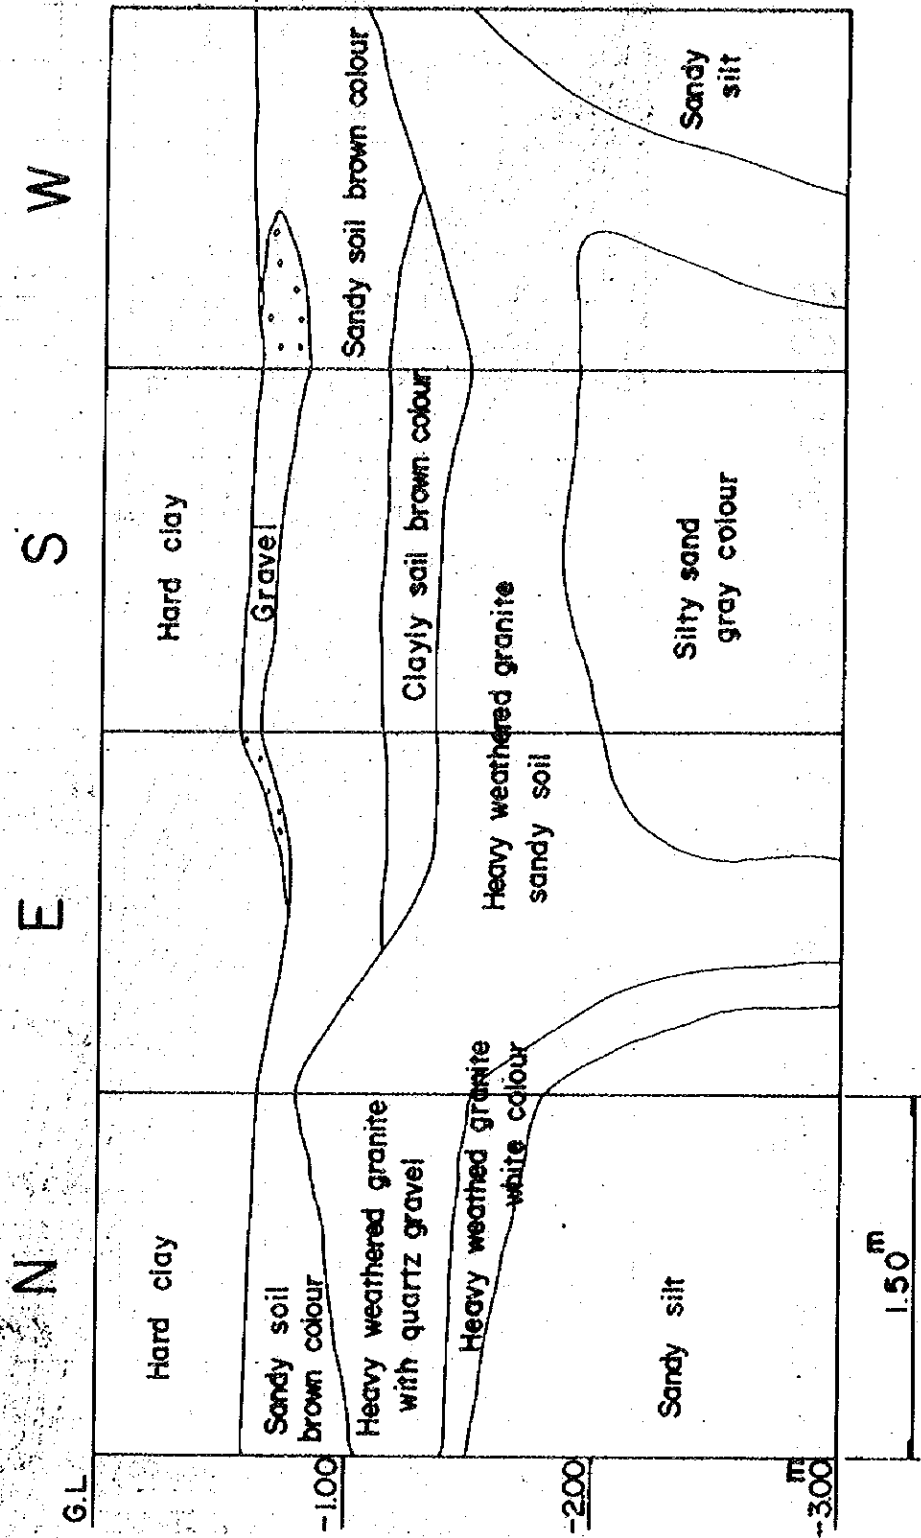 N E S W
G.L
-1.00
-2.00
-3.00 m
Hard clay
Hard clay
Gravel
Sandy soil
brown colour
Sandy soil brown colour
Clayly soil brown colour
Heavy weathered granite
with quartz gravel
Heavy weathered granite
sandy soil
Heavy weathed granite
white colour
Silty sand
gray colour
Sandy silt
Sandy
silt
1.50 m